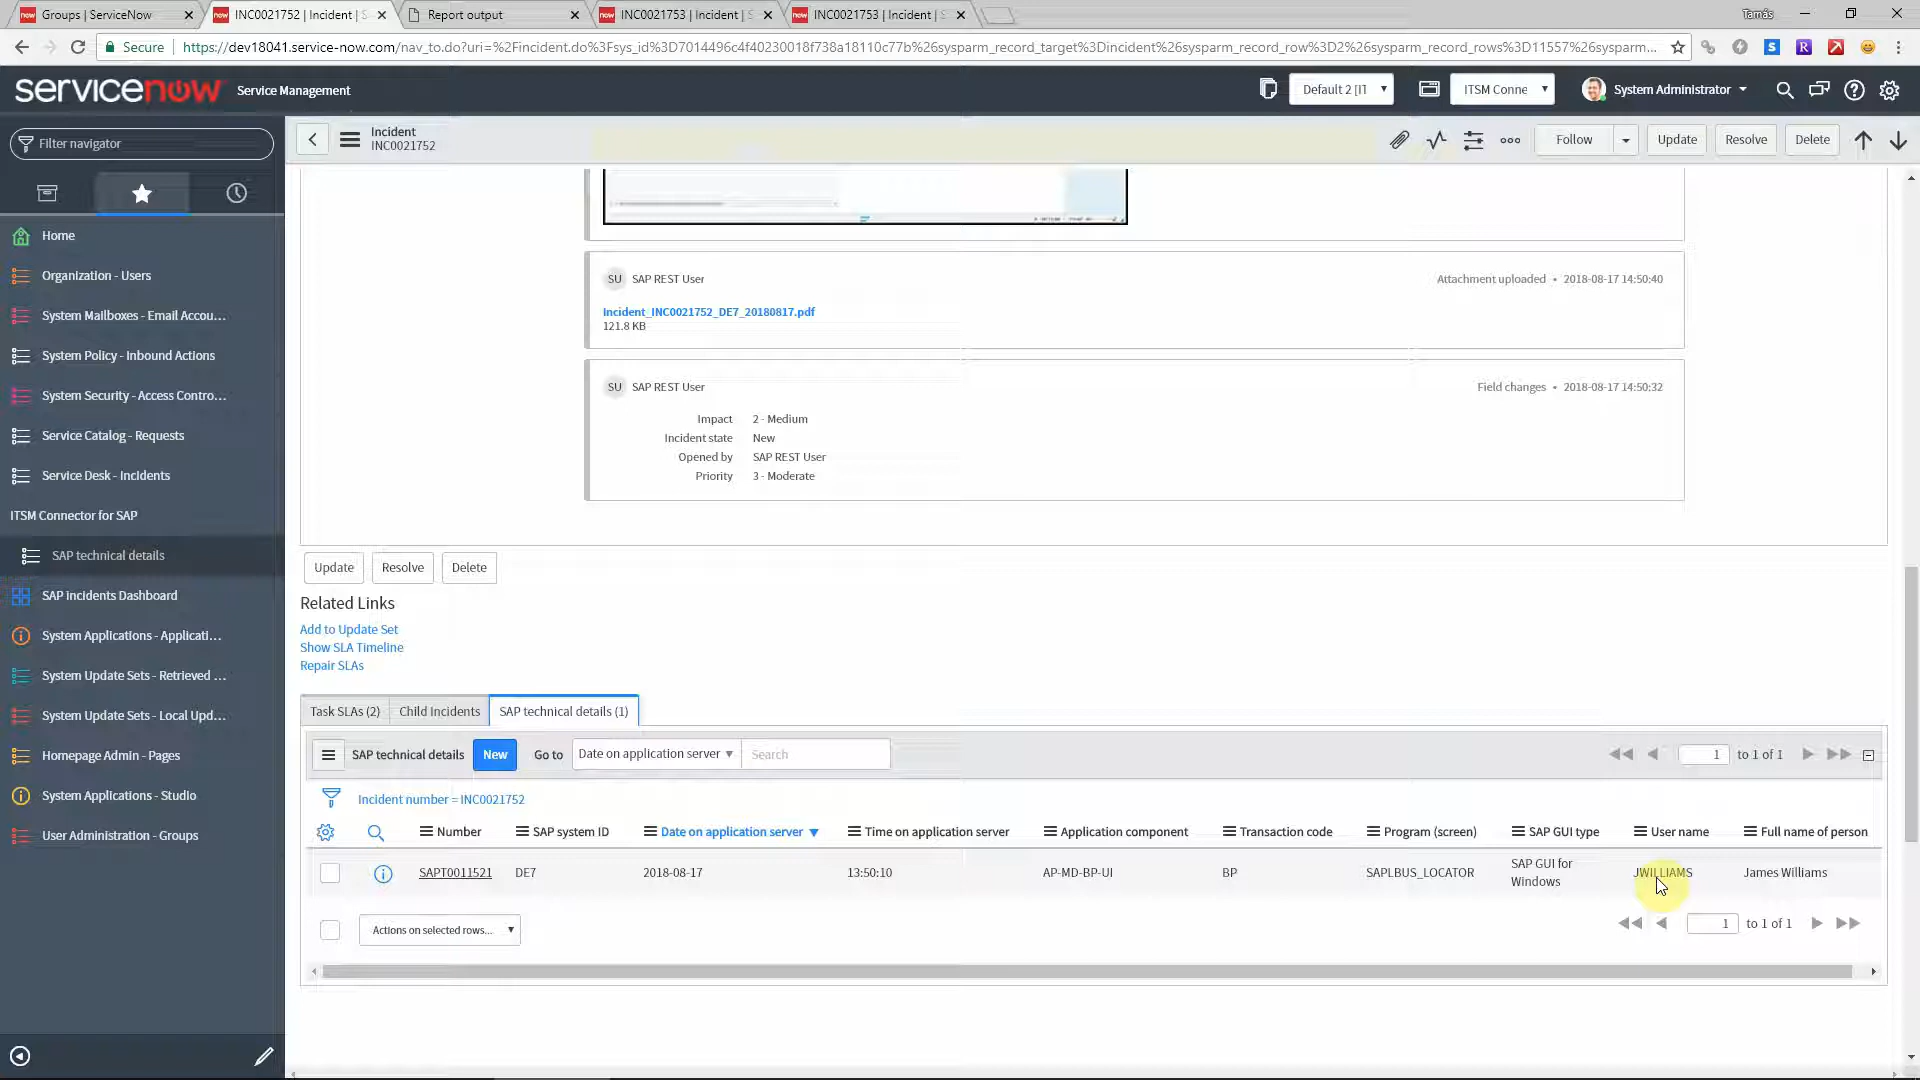 Groups | ServiceNow
INC0021752 | Incident |
Report output
INC0021753 | Incident |
INC0021753 | Incident |
Tamás
Secure https://dev18041.service-now.com/nav_to.do?uri=%2Fincident.do%3Fsys_id%3D7014496c4f40230018f738a18110c77b%26sysparm_record_target%3Dincident%26sysparm_record_row%3D2%26sysparm_record_rows%3D11557%26sysparm...
servicenow Service Management
Default 2 [IT
ITSM Conne
System Administrator
Filter navigator
Incident
INC0021752
Follow
Update
Resolve
Delete
Home
Organization - Users
System Mailboxes - Email Accou...
System Policy - Inbound Actions
System Security - Access Contro...
Service Catalog - Requests
Service Desk - Incidents
ITSM Connector for SAP
SAP technical details
SAP Incidents Dashboard
System Applications - Applicati...
System Update Sets - Retrieved ...
System Update Sets - Local Upd...
Homepage Admin - Pages
System Applications - Studio
User Administration - Groups
SU SAP REST User Attachment uploaded • 2018-08-17 14:50:40
Incident_INC0021752_DE7_20180817.pdf
121.8 KB
SU SAP REST User Field changes • 2018-08-17 14:50:32
Impact 2 - Medium
Incident state New
Opened by SAP REST User
Priority 3 - Moderate
Update Resolve Delete
Related Links
Add to Update Set
Show SLA Timeline
Repair SLAs
Task SLAs (2) Child Incidents SAP technical details (1)
SAP technical details New Go to Date on application server Search 1 to 1 of 1
Incident number = INC0021752
Number SAP system ID Date on application server Time on application server Application component Transaction code Program (screen) SAP GUI type User name Full name of person
SAPT0011521 DE7 2018-08-17 13:50:10 AP-MD-BP-UI BP SAPLBUS_LOCATOR SAP GUI for Windows JWILLIAMS James Williams
Actions on selected rows... 1 to 1 of 1